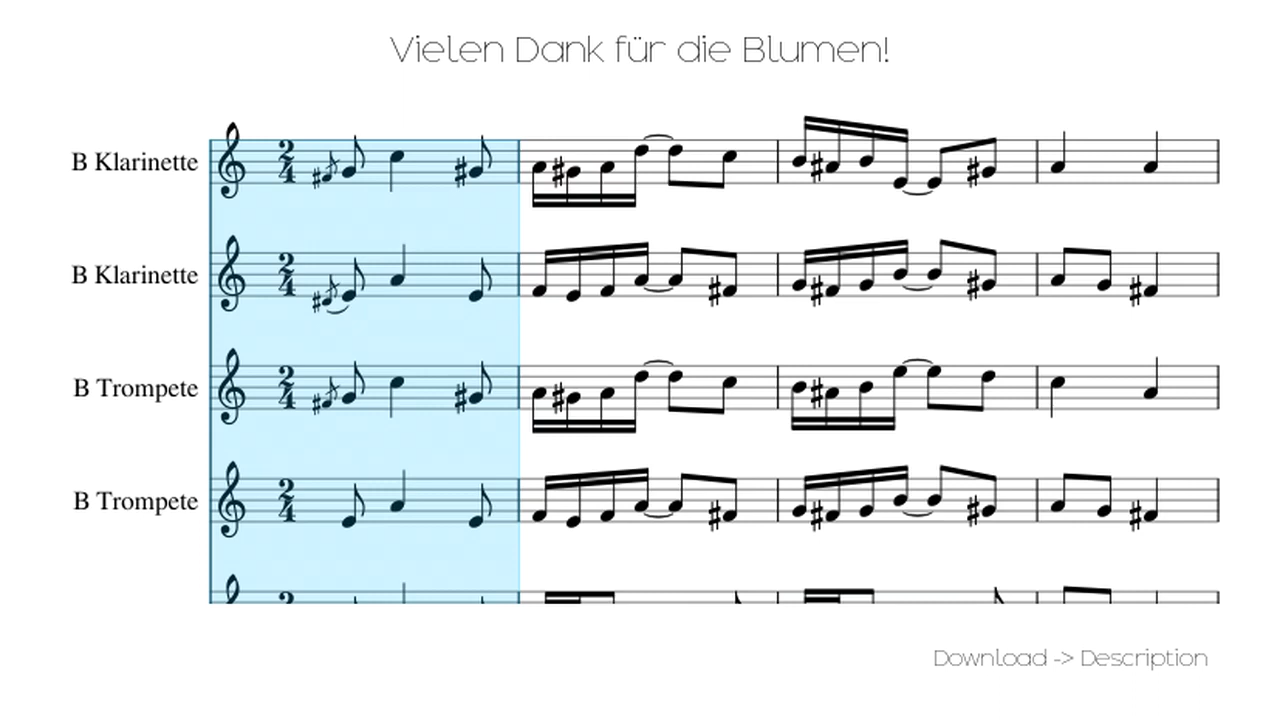 Vielen Dank für die Blumen!
B Klarinette
B Klarinette
B Trompete
B Trompete
Download -> Description